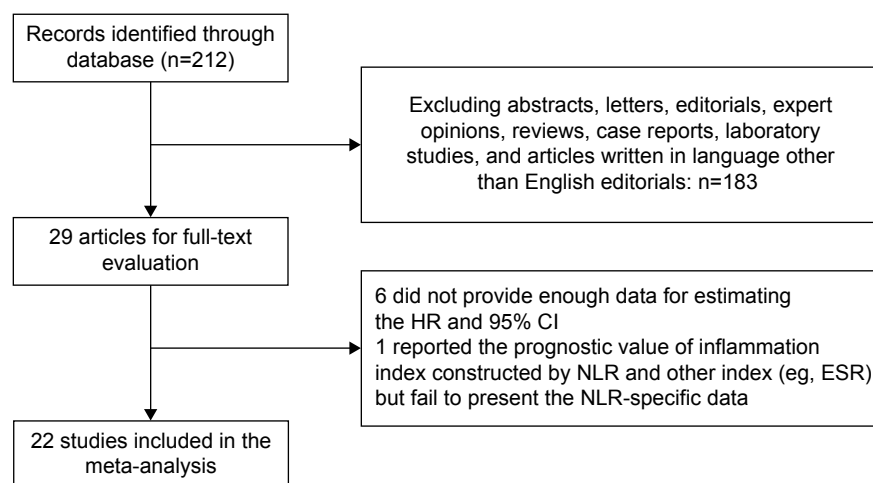 Records identified through
database (n=212)
Excluding abstracts, letters, editorials, expert
opinions, reviews, case reports, laboratory
studies, and articles written in language other
than English editorials: n=183
29 articles for full-text
evaluation
6 did not provide enough data for estimating
the HR and 95% CI
1 reported the prognostic value of inflammation
index constructed by NLR and other index (eg, ESR)
but fail to present the NLR-specific data
22 studies included in the
meta-analysis